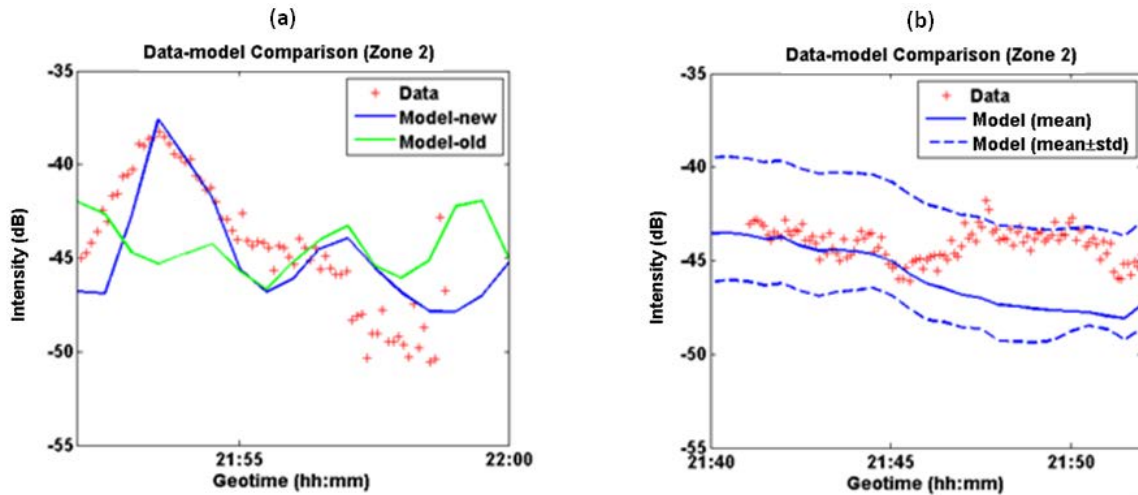 (a)
Data-model Comparison (Zone 2)
-35
-40
-45
-50
-55
Intensity (dB)
Data
Model-new
Model-old
21:55
22:00
Geotime (hh:mm)
(b)
Data-model Comparison (Zone 2)
-35
-40
-45
-50
-55
Intensity (dB)
Data
Model (mean)
Model (mean±std)
21:40
21:45
21:50
Geotime (hh:mm)